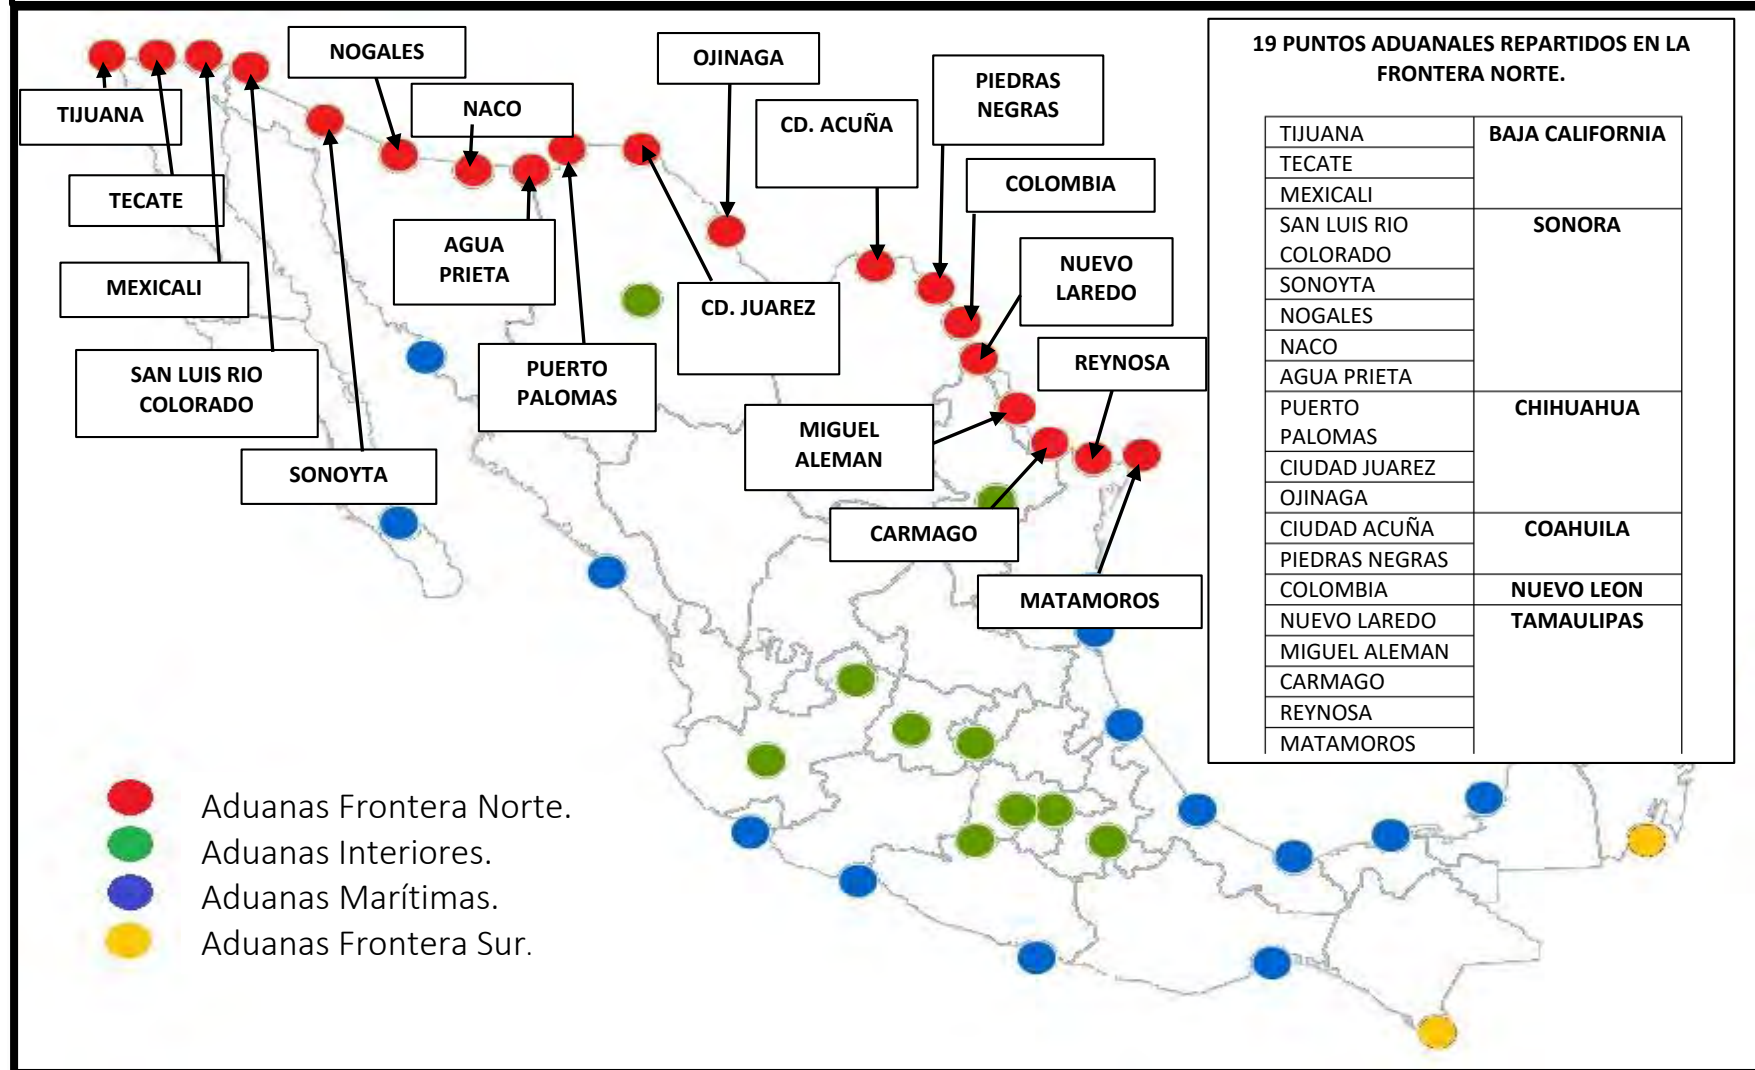 NOGALES
OJINAGA
19 PUNTOS ADUANALES REPARTIDOS EN LA
FRONTERA NORTE.
PIEDRAS
NEGRAS
TIJUANA
NACO
CD. ACUÑA
TECATE
AGUA
PRIETA
COLOMBIA
MEXICALI
CD. JUAREZ
NUEVO
LAREDO
SAN LUIS RIO
COLORADO
PUERTO
PALOMAS
REYNOSA
SONOYTA
MIGUEL
ALEMAN
CARMAGO
MATAMOROS
TIJUANA BAJA CALIFORNIA
TECATE
MEXICALI
SAN LUIS RIO SONORA
COLORADO
SONOYTA
NOGALES
NACO
AGUA PRIETA
PUERTO CHIHUAHUA
PALOMAS
CIUDAD JUAREZ
OJINAGA
CIUDAD ACUÑA COAHUILA
PIEDRAS NEGRAS
COLOMBIA NUEVO LEON
NUEVO LAREDO TAMAULIPAS
MIGUEL ALEMAN
CARMAGO
REYNOSA
MATAMOROS
Aduanas Frontera Norte.
Aduanas Interiores.
Aduanas Marítimas.
Aduanas Frontera Sur.